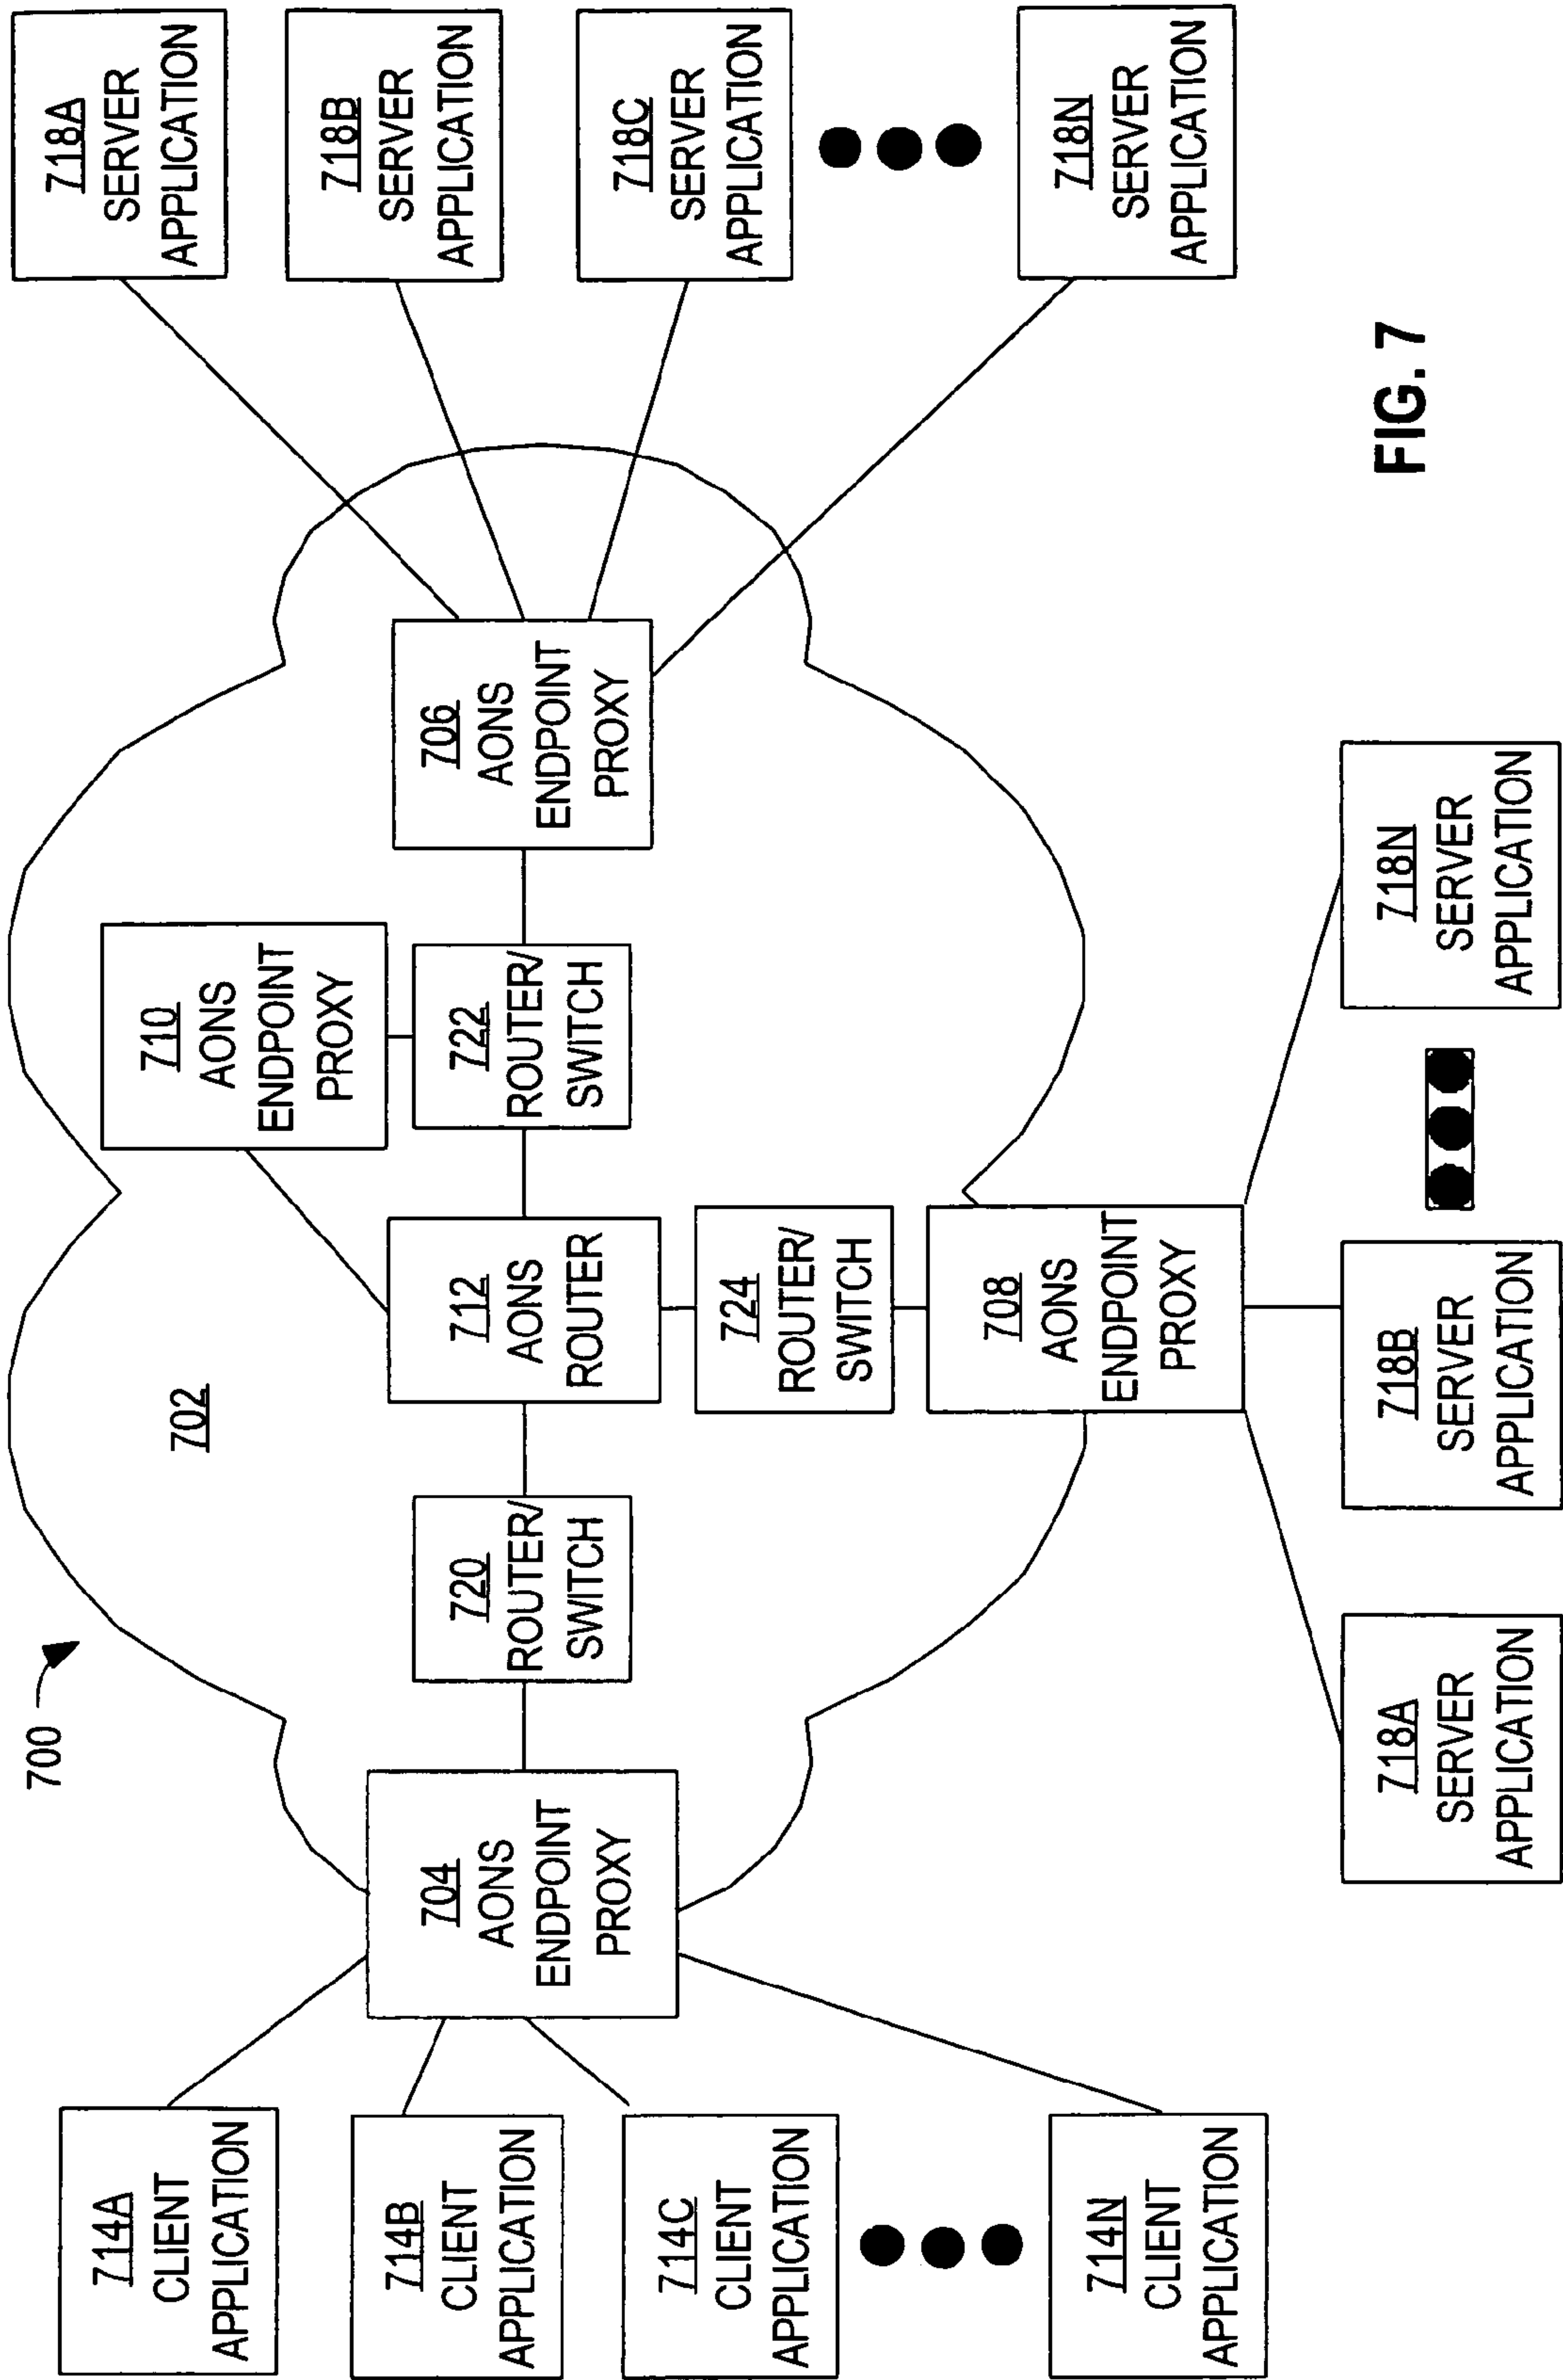 700
702
714A
CLIENT
APPLICATION
714B
CLIENT
APPLICATION
714C
CLIENT
APPLICATION
714N
CLIENT
APPLICATION
704
AONS
ENDPOINT
PROXY
720
ROUTER/
SWITCH
712
AONS
ROUTER
710
AONS
ENDPOINT
PROXY
722
ROUTER/
SWITCH
706
AONS
ENDPOINT
PROXY
724
ROUTER/
SWITCH
708
AONS
ENDPOINT
PROXY
718A
SERVER
APPLICATION
718B
SERVER
APPLICATION
718C
SERVER
APPLICATION
718N
SERVER
APPLICATION
718A
SERVER
APPLICATION
718B
SERVER
APPLICATION
718N
SERVER
APPLICATION
FIG. 7